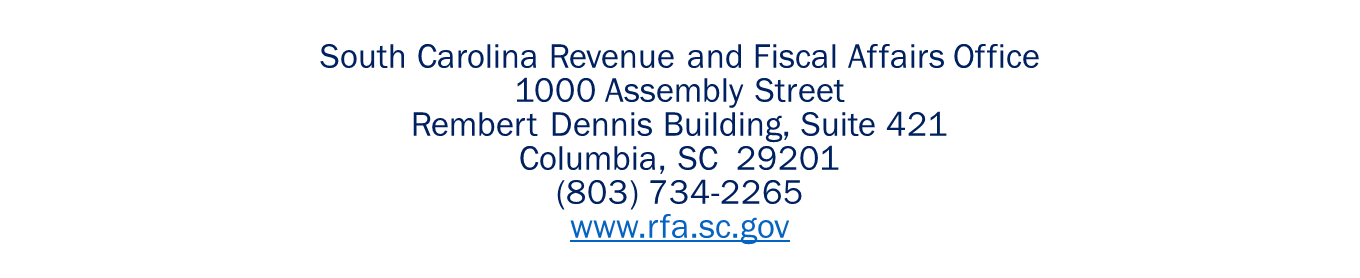 South Carolina Revenue and Fiscal Affairs Office
1000 Assembly Street
Rembert Dennis Building, Suite 421
Columbia, SC  29201
(803) 734-2265
www.rfa.sc.gov